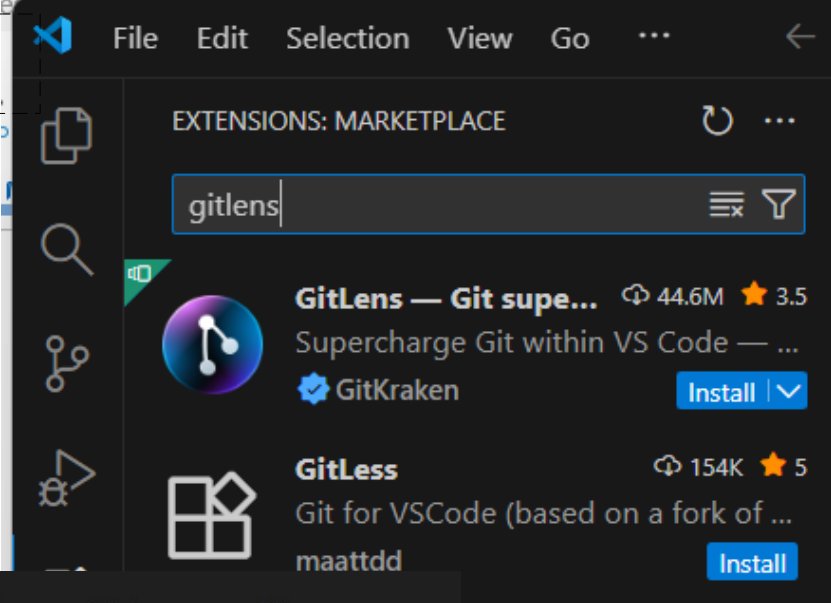 File Edit Selection View Go ...
EXTENSIONS: MARKETPLACE
gitlens
GitLens — Git supe... 44.6M 3.5
Supercharge Git within VS Code — ...
GitKraken Install
GitLess 154K 5
Git for VSCode (based on a fork of ...
maattdd Install